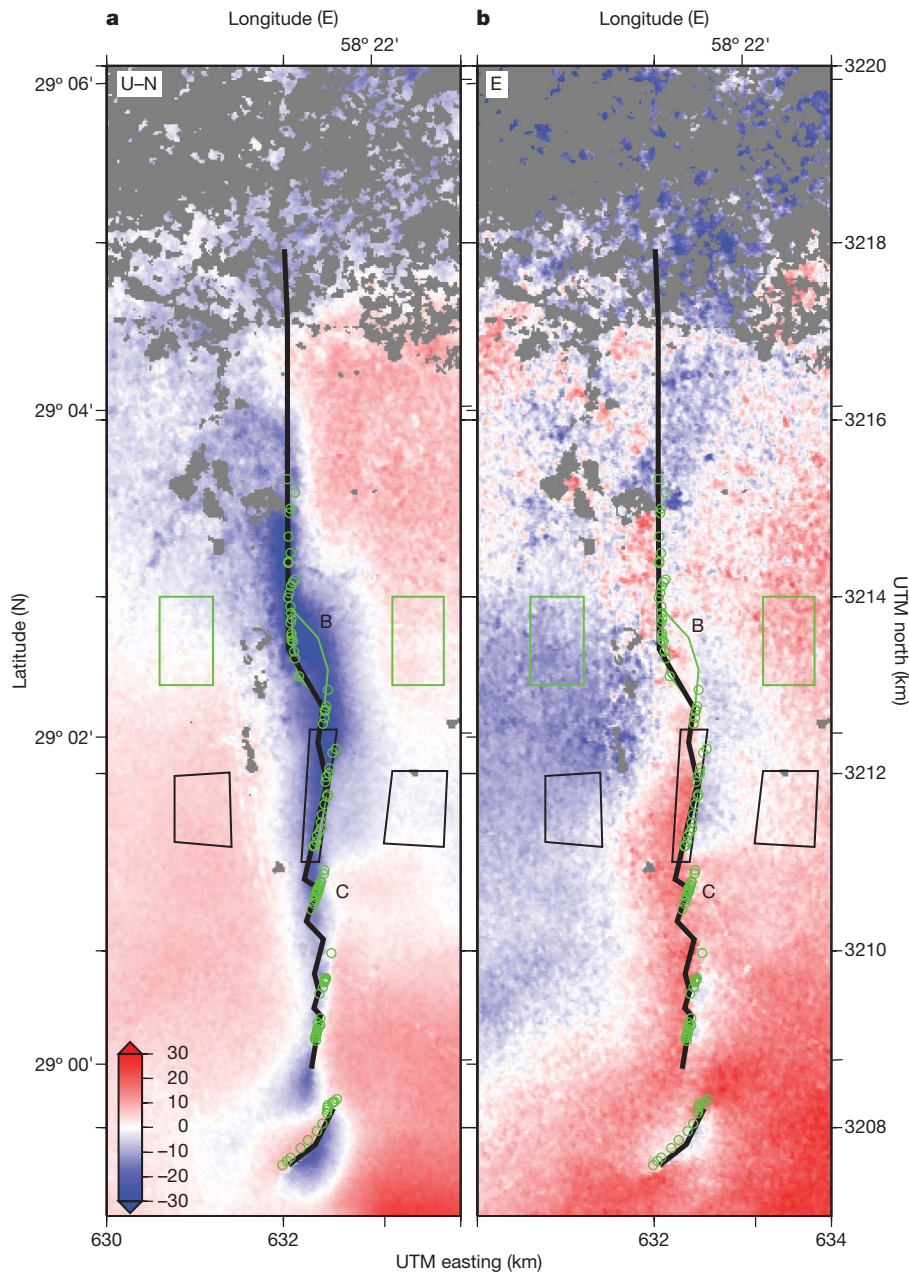 a
Longitude (E)
b
Longitude (E)
58° 22'
58° 22'
29° 06'
U–N
E
3220
3218
29° 04'
3216
Latitude (N)
B
B
3214
UTM north (km)
29° 02'
3212
C
C
3210
29° 00'
30
20
10
0
–10
–20
–30
3208
630
632
632
634
UTM easting (km)